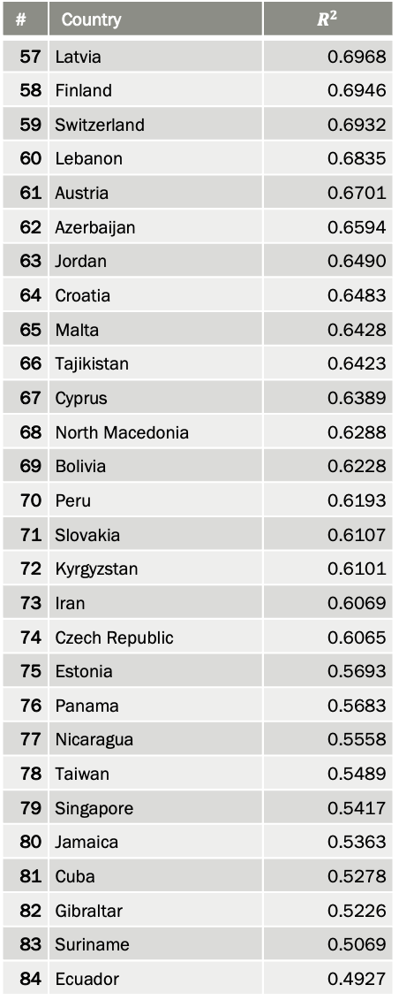 # Country R²
57 Latvia 0.6968
58 Finland 0.6946
59 Switzerland 0.6932
60 Lebanon 0.6835
61 Austria 0.6701
62 Azerbaijan 0.6594
63 Jordan 0.6490
64 Croatia 0.6483
65 Malta 0.6428
66 Tajikistan 0.6423
67 Cyprus 0.6389
68 North Macedonia 0.6288
69 Bolivia 0.6228
70 Peru 0.6193
71 Slovakia 0.6107
72 Kyrgyzstan 0.6101
73 Iran 0.6069
74 Czech Republic 0.6065
75 Estonia 0.5693
76 Panama 0.5683
77 Nicaragua 0.5558
78 Taiwan 0.5489
79 Singapore 0.5417
80 Jamaica 0.5363
81 Cuba 0.5278
82 Gibraltar 0.5226
83 Suriname 0.5069
84 Ecuador 0.4927